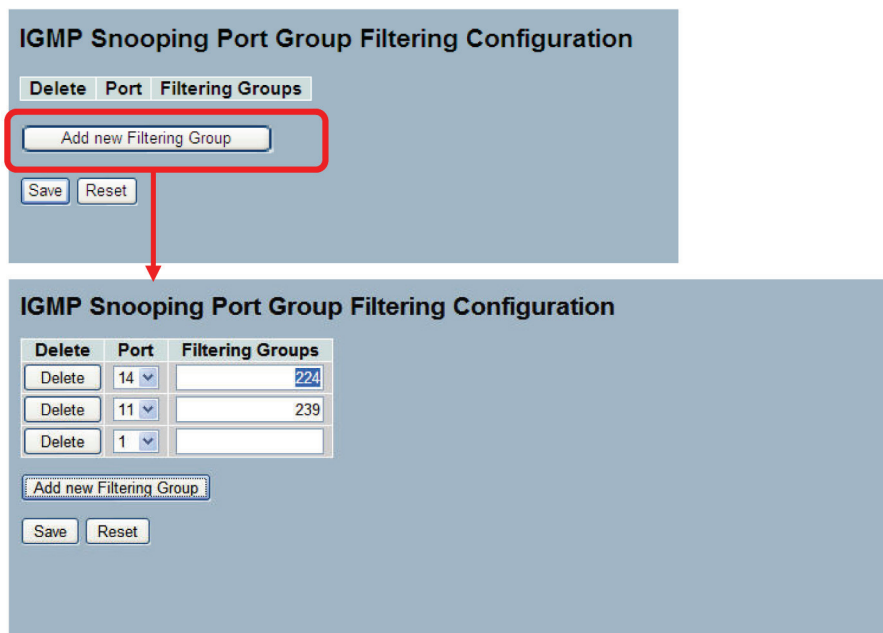 IGMP Snooping Port Group Filtering Configuration
Delete Port Filtering Groups
Add new Filtering Group
Save Reset
IGMP Snooping Port Group Filtering Configuration
Delete Port Filtering Groups
Delete 14 224
Delete 11 239
Delete 1
Add new Filtering Group
Save Reset